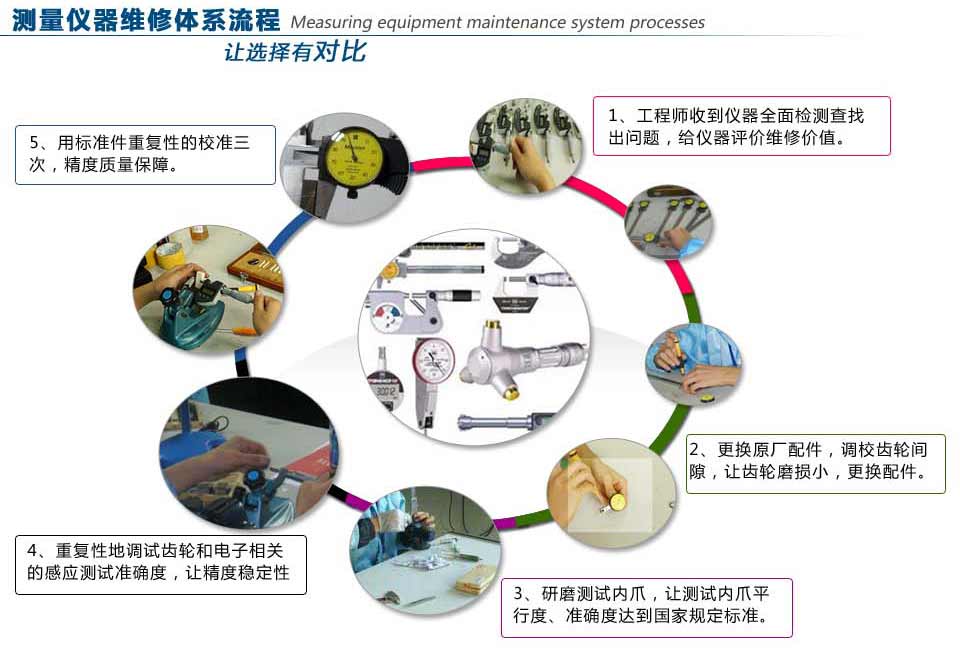 测量仪器维修体系流程 Measuring equipment maintenance system processes
让选择有对比
1、工程师收到仪器全面检测查找
出问题，给仪器评价维修价值。
5、用标准件重复性的校准三
次，精度质量保障。
2、更换原厂配件，调校齿轮间
隙，让齿轮磨损小，更换配件。
4、重复性地调试齿轮和电子相关
的感应测试准确度，让精度稳定性
3、研磨测试内爪，让测试内爪平
行度、准确度达到国家规定标准。